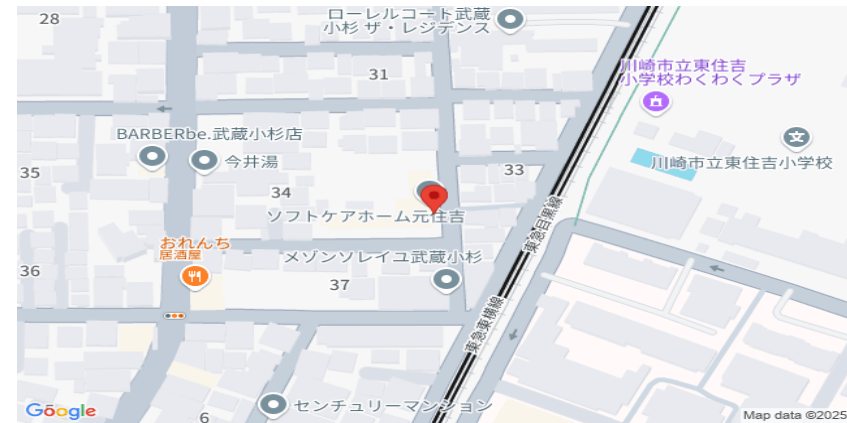 28
ローレルコート武蔵
小杉 ザ・レジデンス
川崎市立東住吉
小学校わくわくプラザ
31
BARBERbe.武蔵小杉店
今井湯
川崎市立東住吉小学校
35
33
34
ソフトケアホーム元住吉
東急目黒線
おれんち
居酒屋
メゾンソレイユ武蔵小杉
36
37
東急東横線
センチュリーマンション
6
Google
Map data ©2025